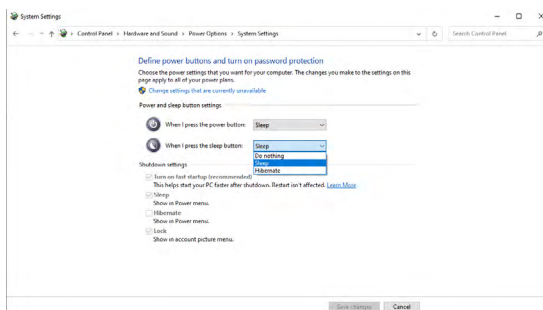 System Settings
Control Panel > Hardware and Sound > Power Options > System Settings
Search Control Panel
Define power buttons and turn on password protection
Choose the power settings that you want for your computer. The changes you make to the settings on this
page apply to all of your power plans.
Change settings that are currently unavailable
Power and sleep button settings
When I press the power button: Sleep
When I press the sleep button: Sleep
Do nothing
Sleep
Hibernate
Shutdown settings
Turn on fast startup (recommended)
This helps start your PC faster after shutdown. Restart isn't affected. Learn More
Sleep
Show in Power menu.
Hibernate
Show in Power menu.
Lock
Show in account picture menu.
Save changes Cancel